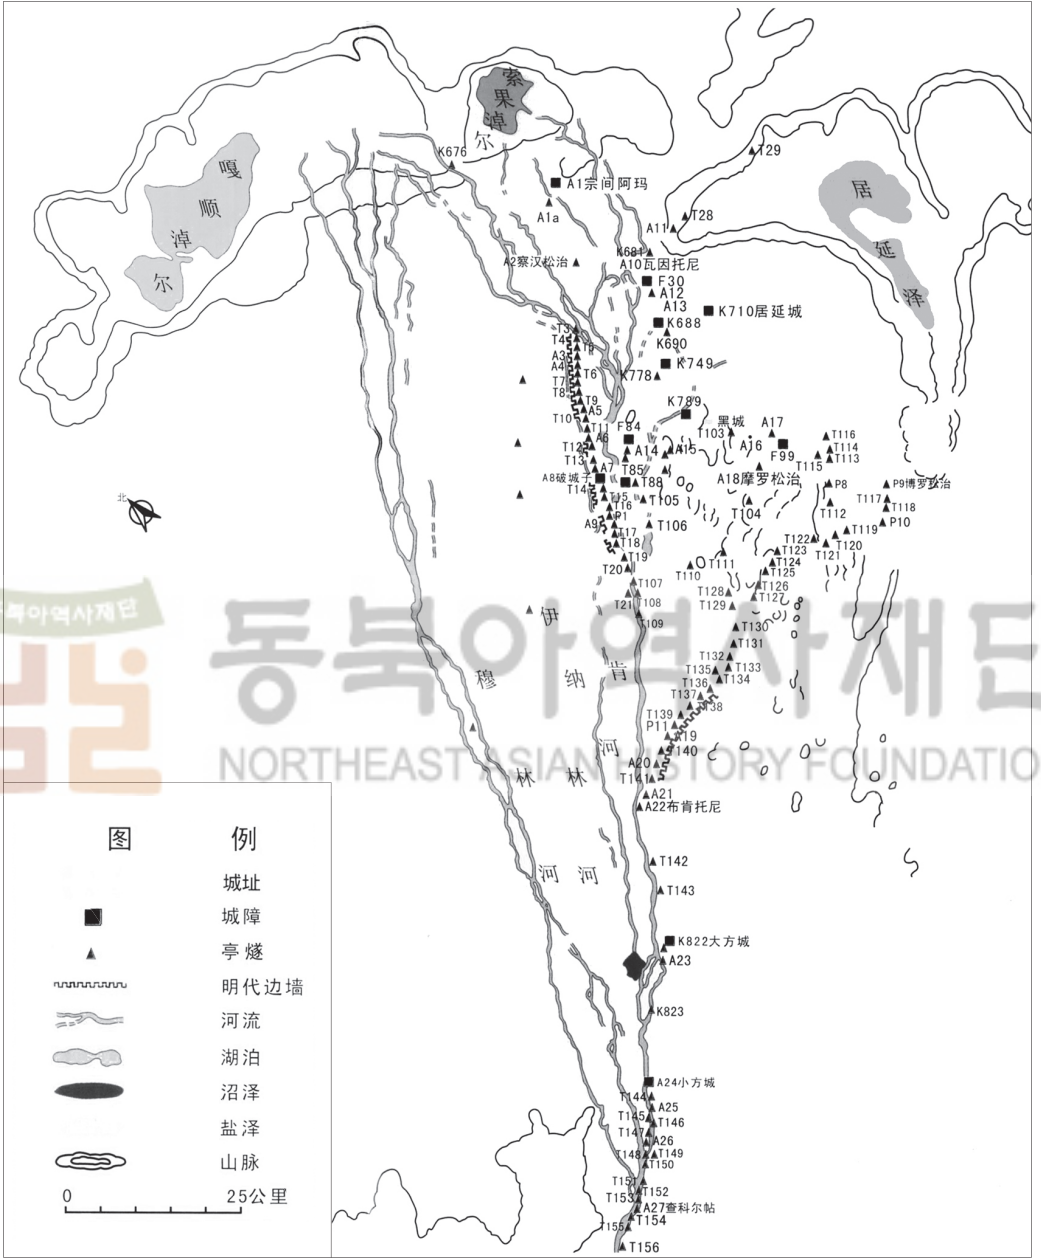 索
果
淖
尔
嘎
顺
淖
尔
居
延
泽
K676
T29
A1宗间阿玛
A1a
T28
A11
K681
A10瓦因托尼
A2察汉松治
F30
A12
A13
K710居延城
K688
K690
K749
K778
K789
T3
T4
T5
A3
A4
T6
T7
T8
T9
A5
T10
T11
A6
F84
T12
A14
A15
T13
A7
T85
A8破城子
T88
T14
T15
T105
T16
P1
A9
T17
T106
T18
T19
T20
黑城
T103
A17
A16
F99
T116
T114
T113
T115
A18摩罗松治
P8
P9博罗松治
T104
T112
T117
T118
P10
T119
T120
T122
T121
T123
T111
T124
T110
T125
T126
T128
T127
T129
T107
T21
T108
T109
T130
T131
T132
T133
T135
T134
T136
T137
T138
T139
P11
A19
T140
A20
T141
A21
A22布肯托尼
北
伊
肯
河
穆
纳
林
林
河
河
동북아역사재단
동북아역사재단
NORTHEAST ASIAN HISTORY FOUNDATION
T142
T143
K822大方城
A23
K823
A24小方城
T144
A25
T145
T146
T147
A26
T148
T149
T150
T151
T152
T153
A27查科尔帖
T154
T155
T156
图 例
城址
城障
亭燧
明代边墙
河流
湖泊
沼泽
盐泽
山脉
0 25公里